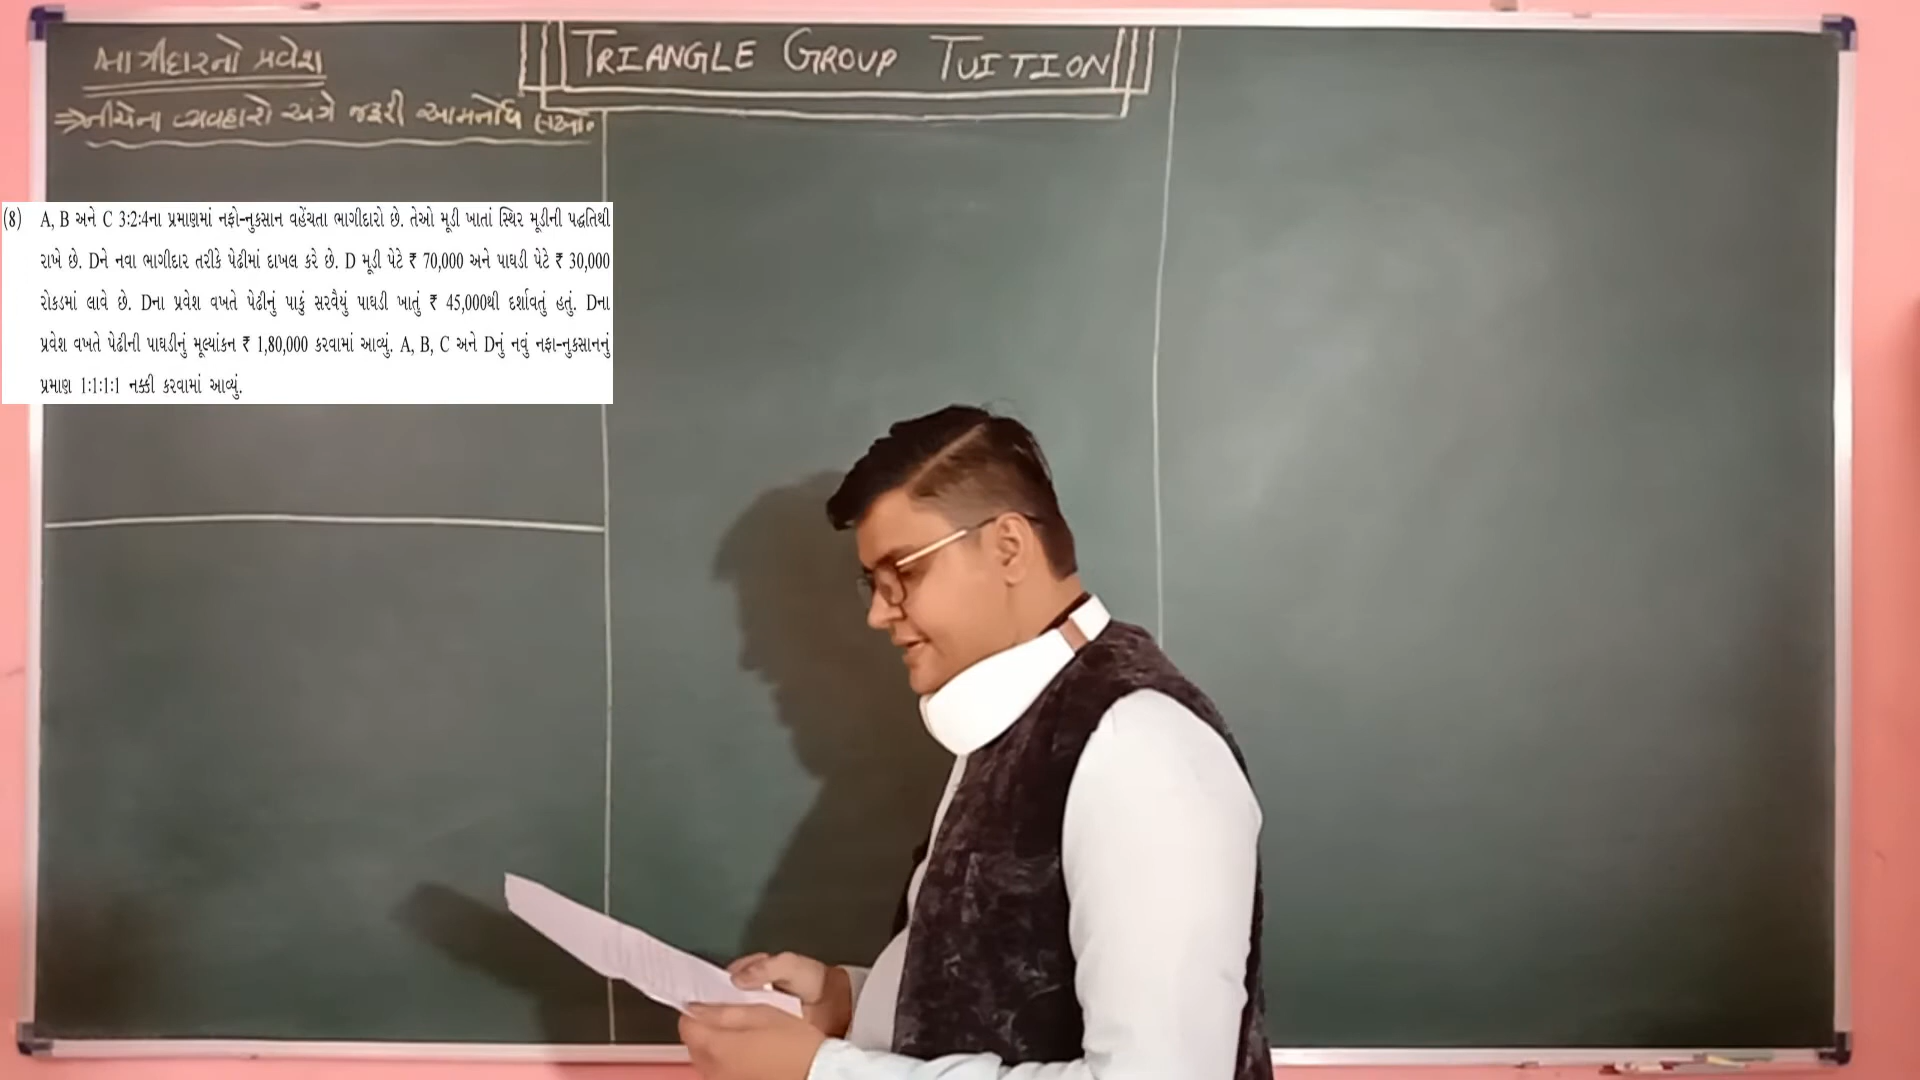 TRIANGLE GROUP TUITION
ભાગીદારનો પ્રવેશ
⇒ નીચેના વ્યવહારો અંગે જરૂરી આમનોંધ લખો.
(8) A, B અને C 3:2:4ના પ્રમાણમાં નફો-નુકસાન વહેંચતા ભાગીદારો છે. તેઓ મૂડી ખાતાં સ્થિર મૂડીની પદ્ધતિથી
રાખે છે. Dને નવા ભાગીદાર તરીકે પેઢીમાં દાખલ કરે છે. D મૂડી પેટે ₹ 70,000 અને પાઘડી પેટે ₹ 30,000
રોકડમાં લાવે છે. Dના પ્રવેશ વખતે પેઢીનું પાકું સરવૈયું પાઘડી ખાતું ₹ 45,000થી દર્શાવતું હતું. Dના
પ્રવેશ વખતે પેઢીની પાઘડીનું મૂલ્યાંકન ₹ 1,80,000 કરવામાં આવ્યું. A, B, C અને Dનું નવું નફા-નુકસાનનું
પ્રમાણ 1:1:1:1 નક્કી કરવામાં આવ્યું.